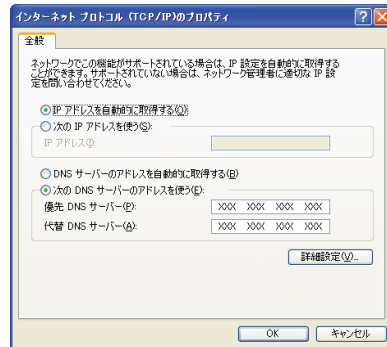 インターネット プロトコル (TCP/IP)のプロパティ
全般
ネットワークでこの機能がサポートされている場合は、IP 設定を自動的に取得する
ことができます。サポートされていない場合は、ネットワーク管理者に適切な IP 設
定を問い合わせてください。
IP アドレスを自動的に取得する(O)
次の IP アドレスを使う(S):
IP アドレス(I):
DNS サーバーのアドレスを自動的に取得する(B)
次の DNS サーバーのアドレスを使う(E):
優先 DNS サーバー(P):
XXX XXX XXX XXX
代替 DNS サーバー(A):
XXX XXX XXX XXX
詳細設定(V)...
OK
キャンセル